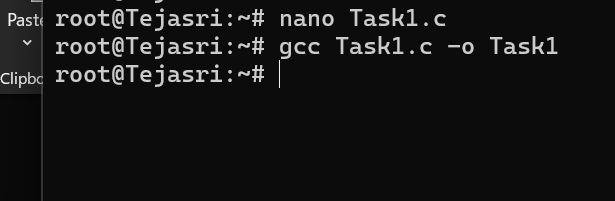 Paste
Clipbo
root@Tejasri:~# nano Task1.c
root@Tejasri:~# gcc Task1.c -o Task1
root@Tejasri:~#